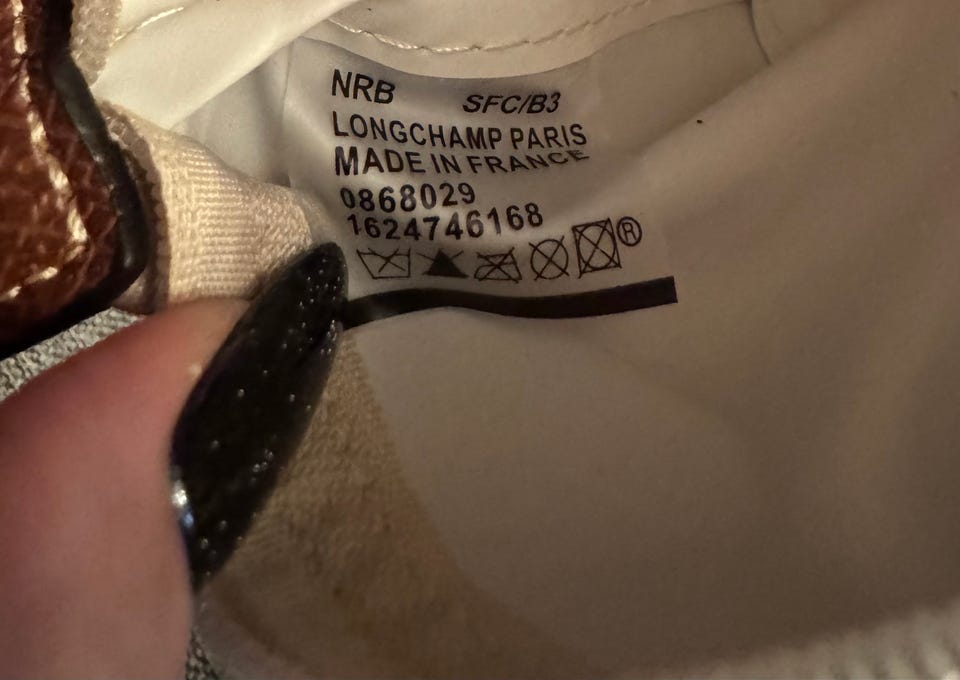 NRB SFC/B3
LONGCHAMP PARIS
MADE IN FRANCE
0868029
1624746168
®